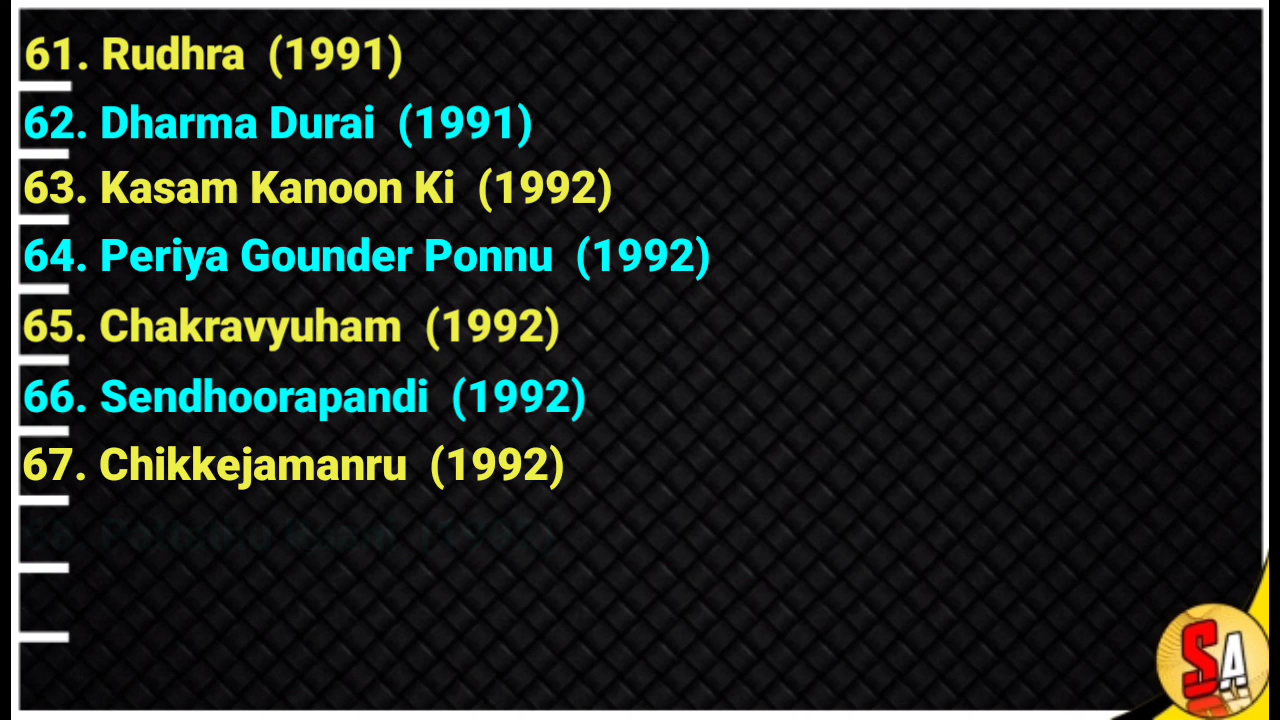 61. Rudhra (1991)
62. Dharma Durai (1991)
63. Kasam Kanoon Ki (1992)
64. Periya Gounder Ponnu (1992)
65. Chakravyuham (1992)
66. Sendhoorapandi (1992)
67. Chikkejamanru (1992)
SA